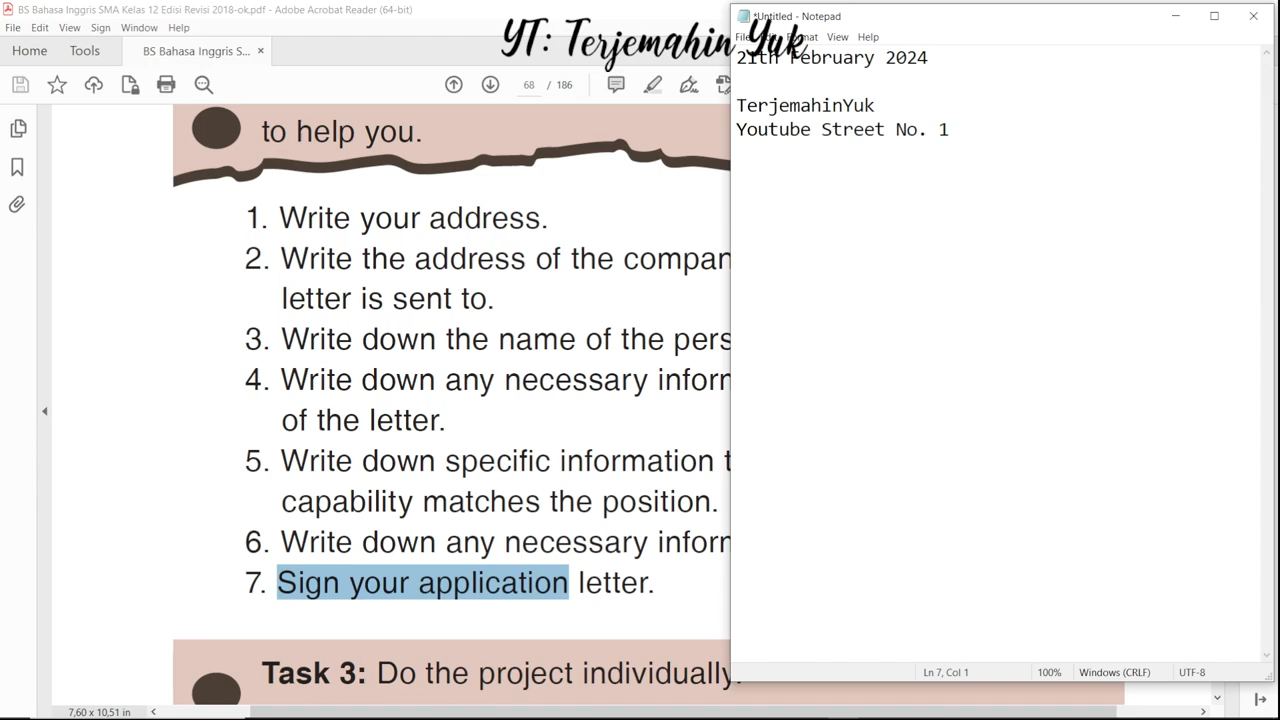 BS Bahasa Inggris SMA Kelas 12 Edisi Revisi 2018-ok.pdf - Adobe Acrobat Reader (64-bit)
File Edit View Sign Window Help
Home Tools BS Bahasa Inggris S... ×
68 / 186
YT: Terjemahin Yuk
to help you.
1. Write your address.
2. Write the address of the compan
letter is sent to.
3. Write down the name of the pers
4. Write down any necessary inforn
of the letter.
5. Write down specific information t
capability matches the position.
6. Write down any necessary inforn
7. Sign your application letter.
Task 3: Do the project individually.
7,60 x 10,51 in
*Untitled - Notepad
File Edit Format View Help
21th February 2024
TerjemahinYuk
Youtube Street No. 1
Ln 7, Col 1 100% Windows (CRLF) UTF-8